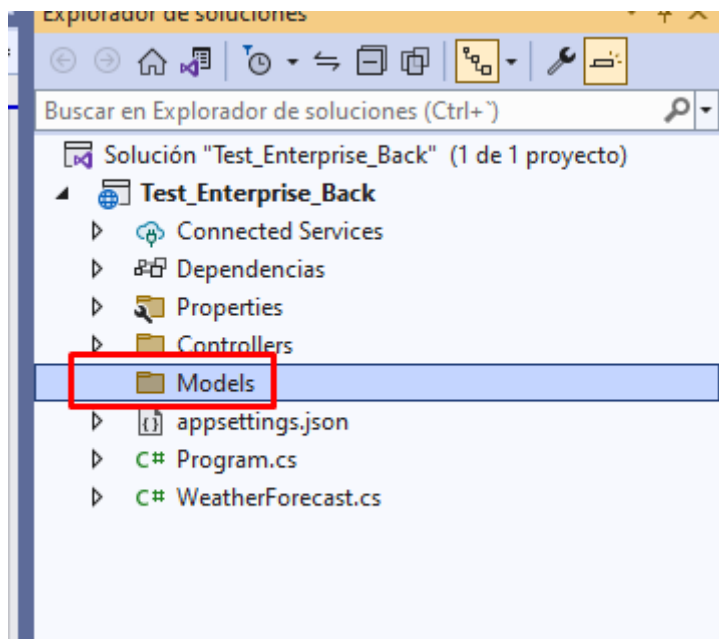 Explorador de soluciones
Buscar en Explorador de soluciones (Ctrl+`)
Solución "Test_Enterprise_Back" (1 de 1 proyecto)
Test_Enterprise_Back
Connected Services
Dependencias
Properties
Controllers
Models
appsettings.json
C# Program.cs
C# WeatherForecast.cs